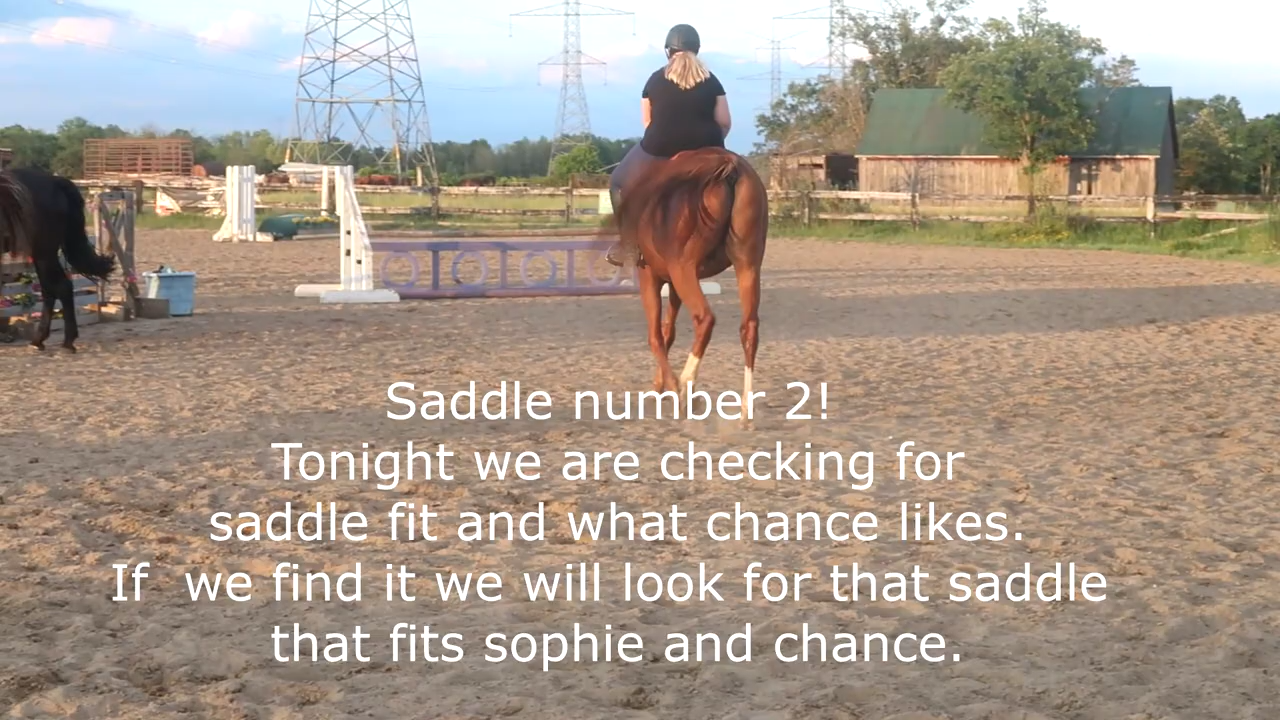 Saddle number 2!
Tonight we are checking for
saddle fit and what chance likes.
If  we find it we will look for that saddle
that fits sophie and chance.